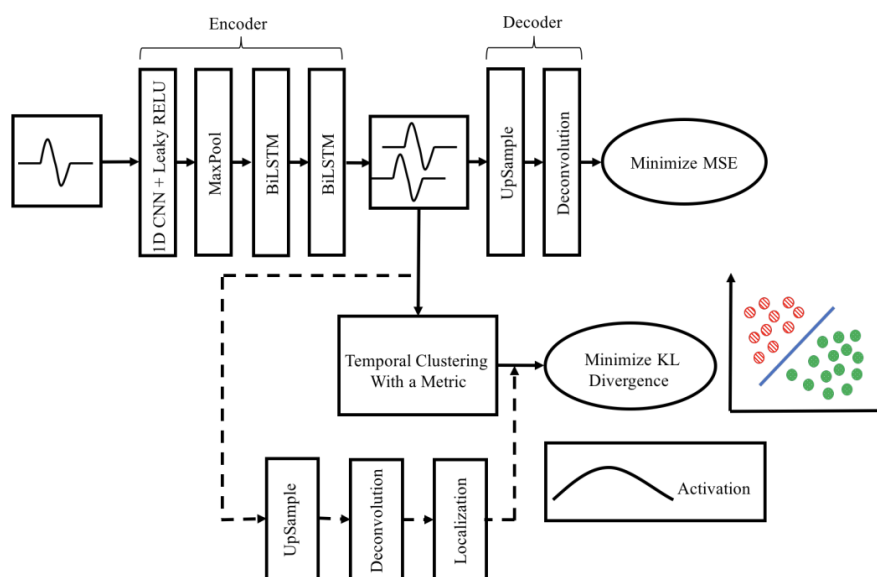 Encoder
Decoder
1D CNN + Leaky RELU
MaxPool
BiLSTM
BiLSTM
UpSample
Deconvolution
Minimize MSE
Temporal Clustering
With a Metric
Minimize KL
Divergence
UpSample
Deconvolution
Localization
Activation